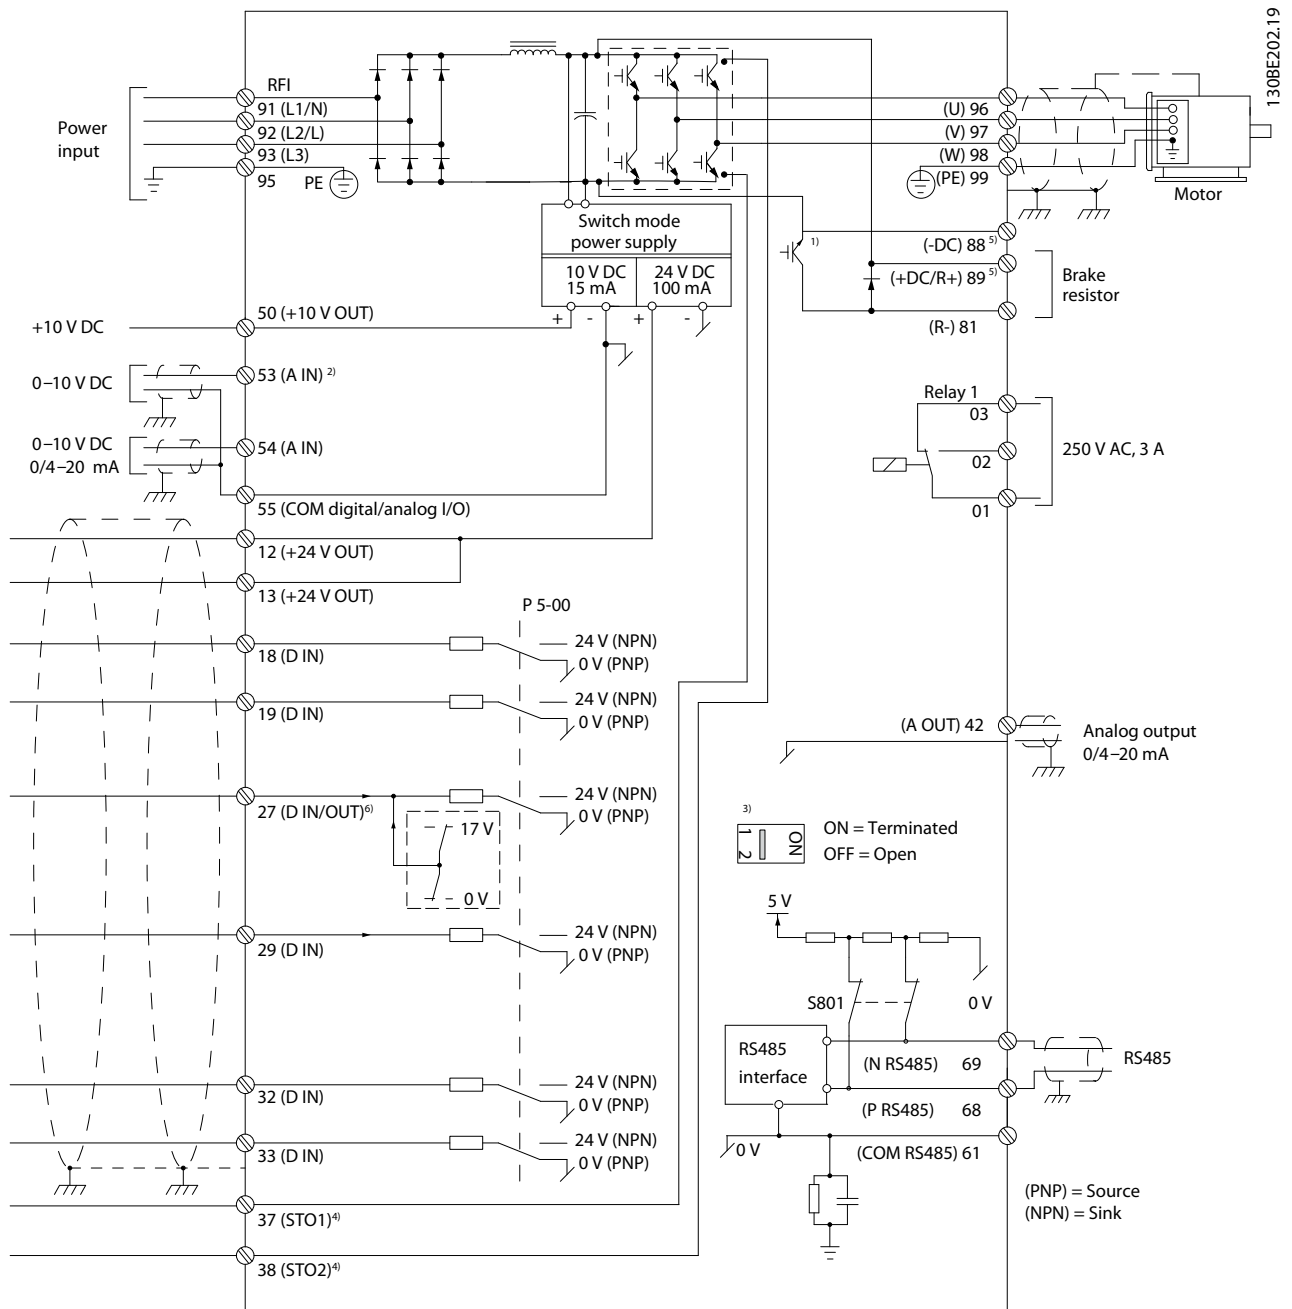 130BE202.19
Power
input
RFI
91 (L1/N)
92 (L2/L)
93 (L3)
95
PE
(U) 96
(V) 97
(W) 98
(PE) 99
Motor
Switch mode
power supply
10 V DC
15 mA
24 V DC
100 mA
+
-
+
-
1)
(-DC) 88 5)
(+DC/R+) 89 5)
(R-) 81
Brake
resistor
+10 V DC
50 (+10 V OUT)
0–10 V DC
53 (A IN) 2)
0–10 V DC
0/4–20 mA
54 (A IN)
55 (COM digital/analog I/O)
12 (+24 V OUT)
13 (+24 V OUT)
Relay 1
03
02
01
250 V AC, 3 A
P 5-00
18 (D IN)
24 V (NPN)
0 V (PNP)
19 (D IN)
24 V (NPN)
0 V (PNP)
27 (D IN/OUT) 6)
24 V (NPN)
0 V (PNP)
17 V
0 V
29 (D IN)
24 V (NPN)
0 V (PNP)
32 (D IN)
24 V (NPN)
0 V (PNP)
33 (D IN)
24 V (NPN)
0 V (PNP)
37 (STO1) 4)
38 (STO2) 4)
(A OUT) 42
Analog output
0/4–20 mA
3)
1 2
ON
ON = Terminated
OFF = Open
5 V
S801
0 V
RS485
interface
(N RS485) 69
(P RS485) 68
RS485
0 V
(COM RS485) 61
(PNP) = Source
(NPN) = Sink